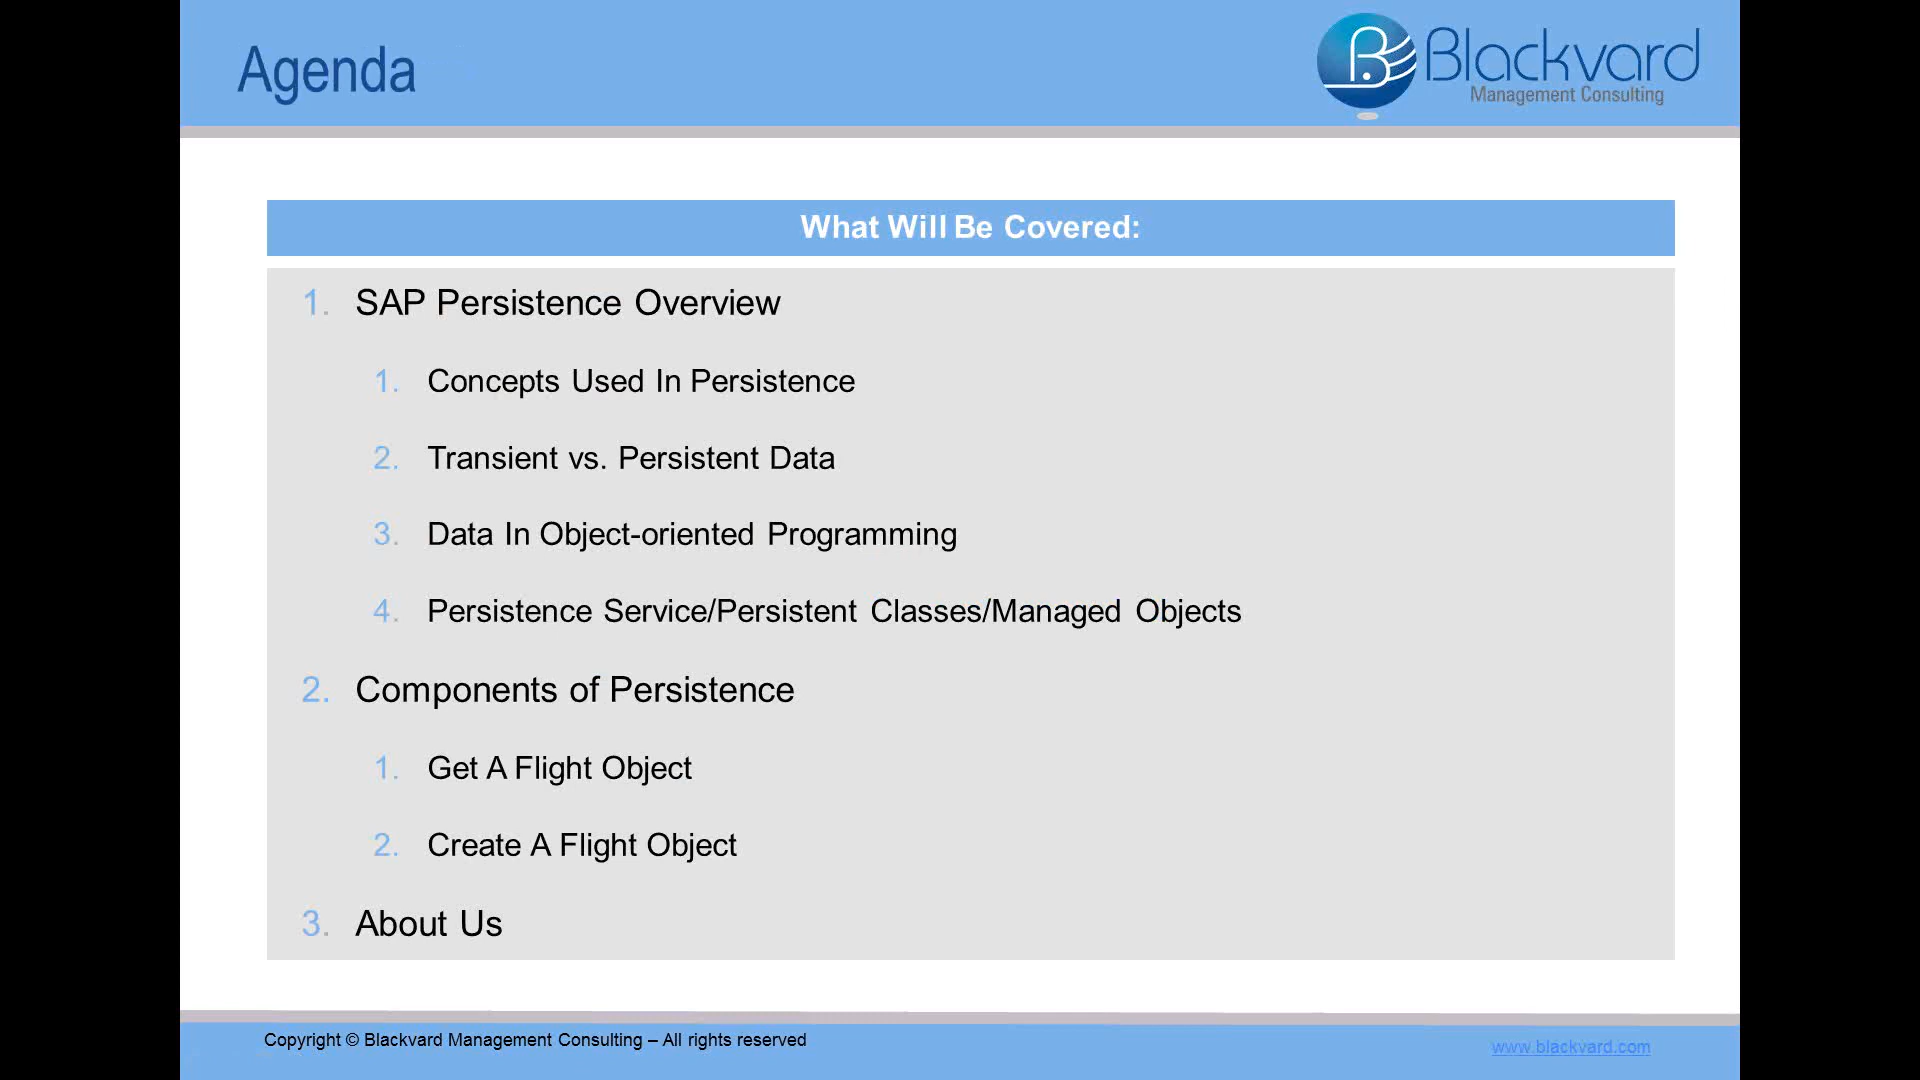 Agenda
Blackvard
Management Consulting
What Will Be Covered:
1. SAP Persistence Overview
1. Concepts Used In Persistence
2. Transient vs. Persistent Data
3. Data In Object-oriented Programming
4. Persistence Service/Persistent Classes/Managed Objects
2. Components of Persistence
1. Get A Flight Object
2. Create A Flight Object
3. About Us
Copyright © Blackvard Management Consulting – All rights reserved
www.blackvard.com